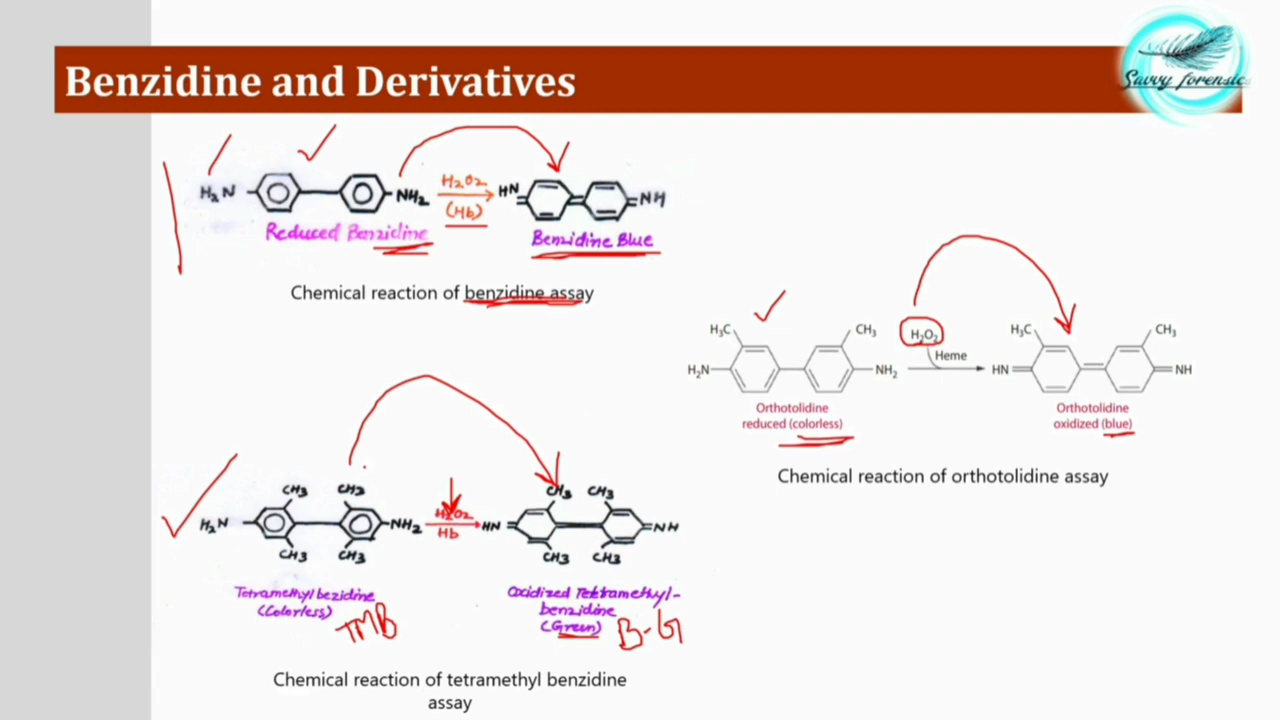 Benzidine and Derivatives
Savvy forensics
H₂N NH₂ H₂O₂ (Hb) HN NH
Reduced Benzidine Benzidine Blue
Chemical reaction of benzidine assay
H₃C CH₃ H₂O₂ H₃C CH₃
Heme
H₂N NH₂ HN NH
Orthotolidine Orthotolidine
reduced (colorless) oxidized (blue)
Chemical reaction of orthotolidine assay
CH3 CH3 CH3 CH3
H₂N NH₂ H₂O₂ Hb HN NH
CH3 CH3 CH3 CH3
Tetramethyl bezidine Oxidized Tetramethyl-
(Colorless) benzidine
TMB (Green) B-G
Chemical reaction of tetramethyl benzidine
assay